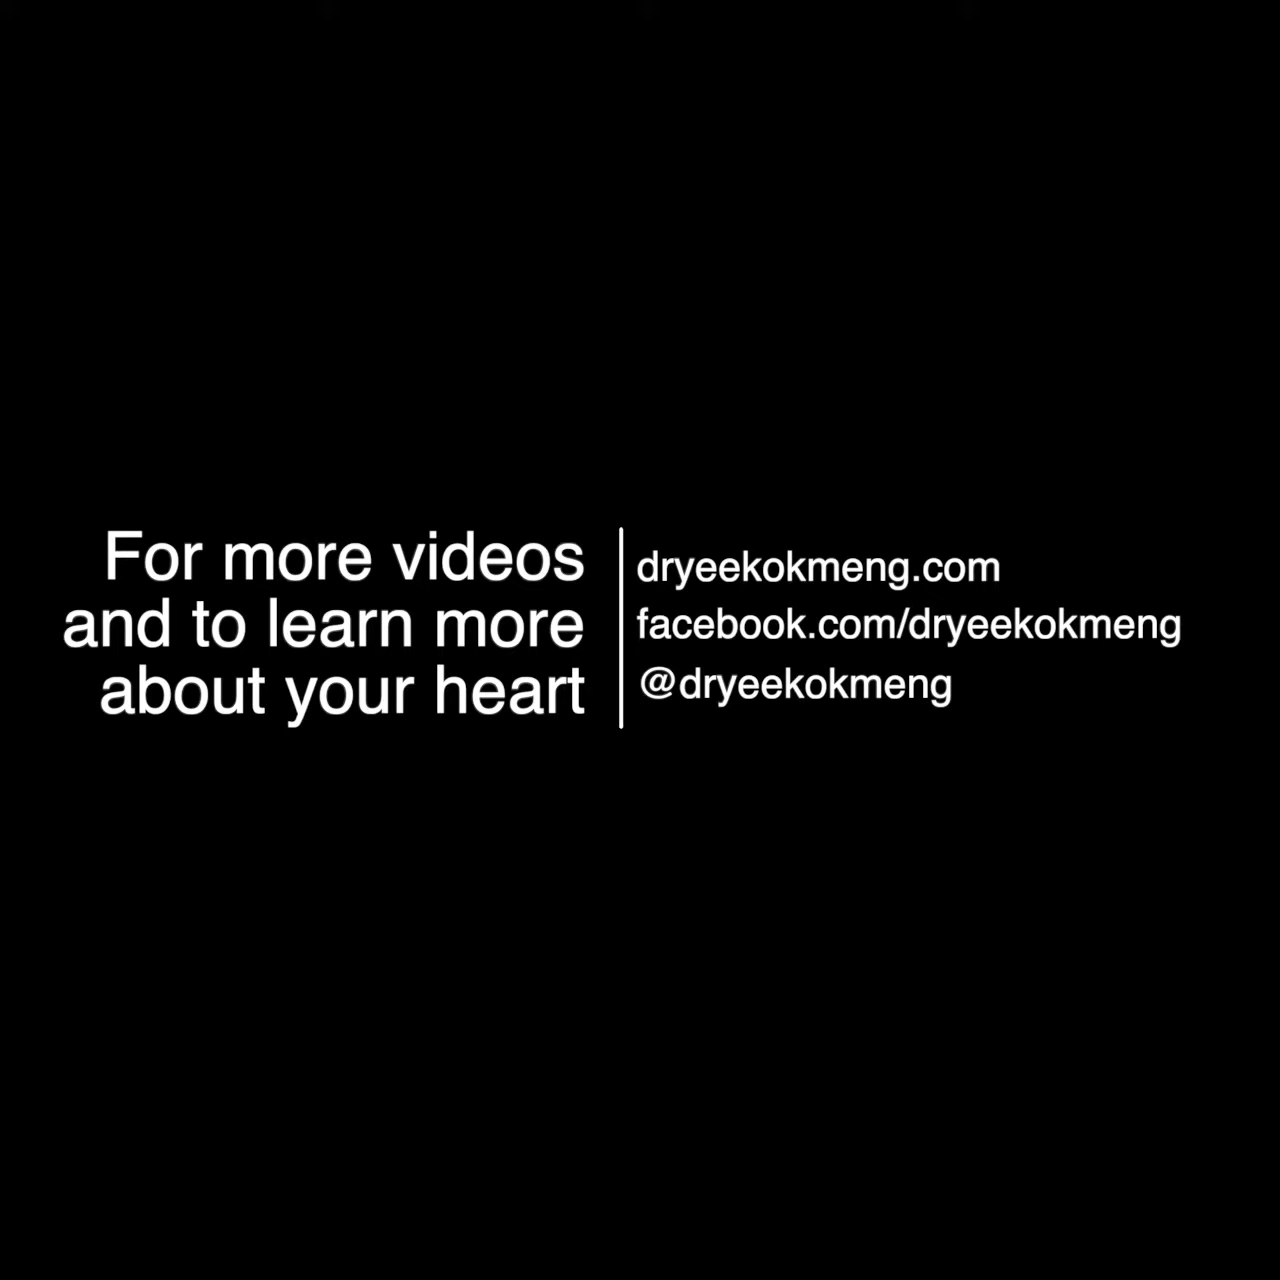 For more videos
and to learn more
about your heart
dryeekokmeng.com
facebook.com/dryeekokmeng
@dryeekokmeng